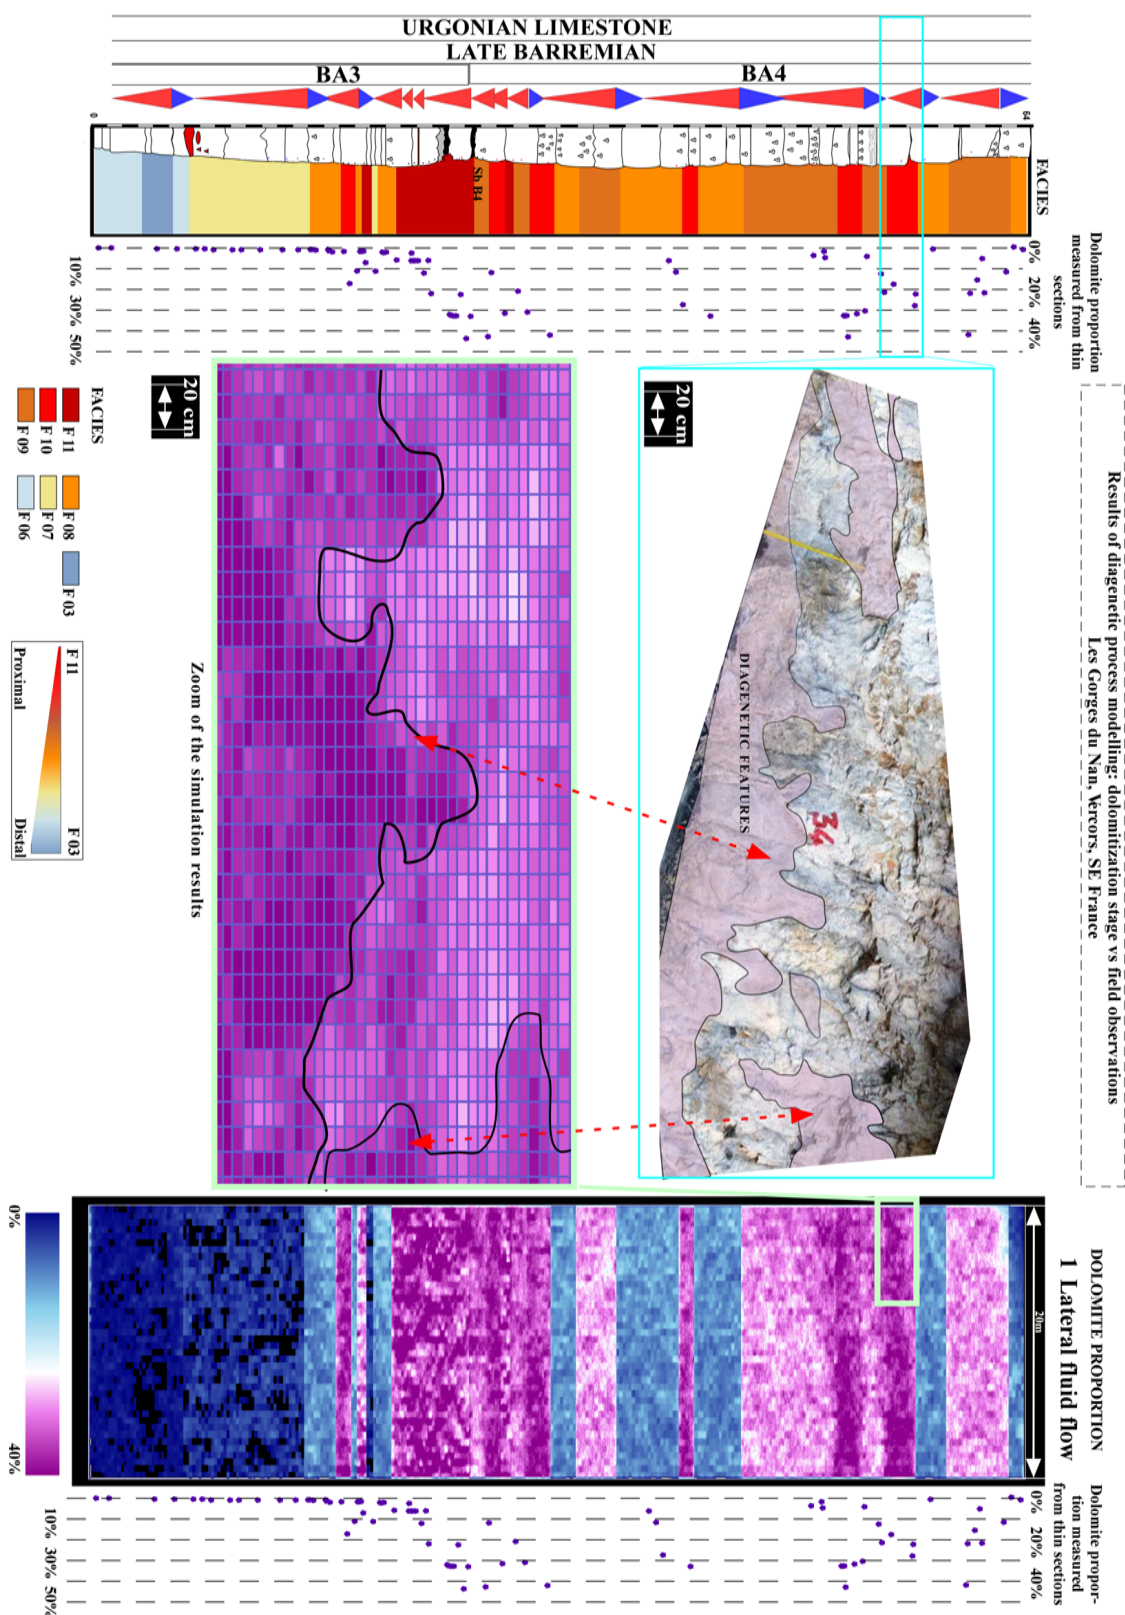 Results of diagenetic process modelling: dolomitization stage vs field observations
Les Gorges du Nan, Vercors, SE France
URGONIAN LIMESTONE
LATE BARREMIAN
BA3
BA4
0
64
FACIES
Sb B4
Dolomite proportion
measured from thin
sections
0%
10%
20%
30%
40%
50%
20 cm
34
DIAGENETIC FEATURES
20 cm
Zoom of the simulation results
FACIES
F 11
F 10
F 09
F 08
F 07
F 06
F 03
F 11
F 03
Proximal
Distal
DOLOMITE PROPORTION
1 Lateral fluid flow
20m
0%
40%
Dolomite propor-
tion measured
from thin sections
0%
10%
20%
30%
40%
50%